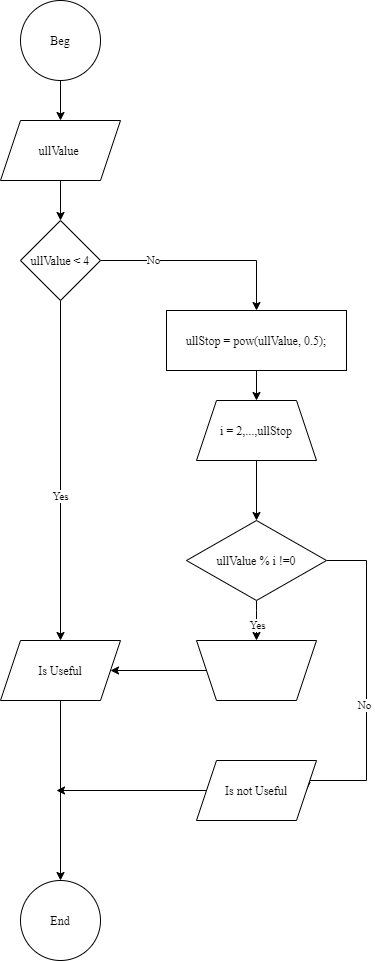 Beg
ullValue
ullValue < 4
No
ullStop = pow(ullValue, 0.5);
i = 2,...,ullStop
Yes
ullValue % i !=0
Yes
Is Useful
No
Is not Useful
End